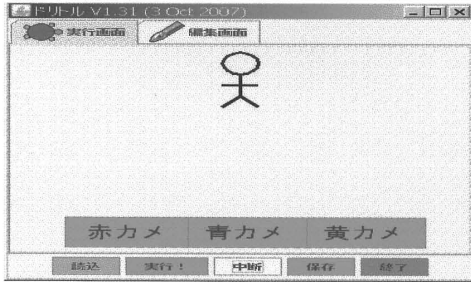 ドリトル V1.31 (3 Oct 2007)
実行画面 編集画面
赤カメ 青カメ 黄カメ
読込 実行！ 中断 保存 終了